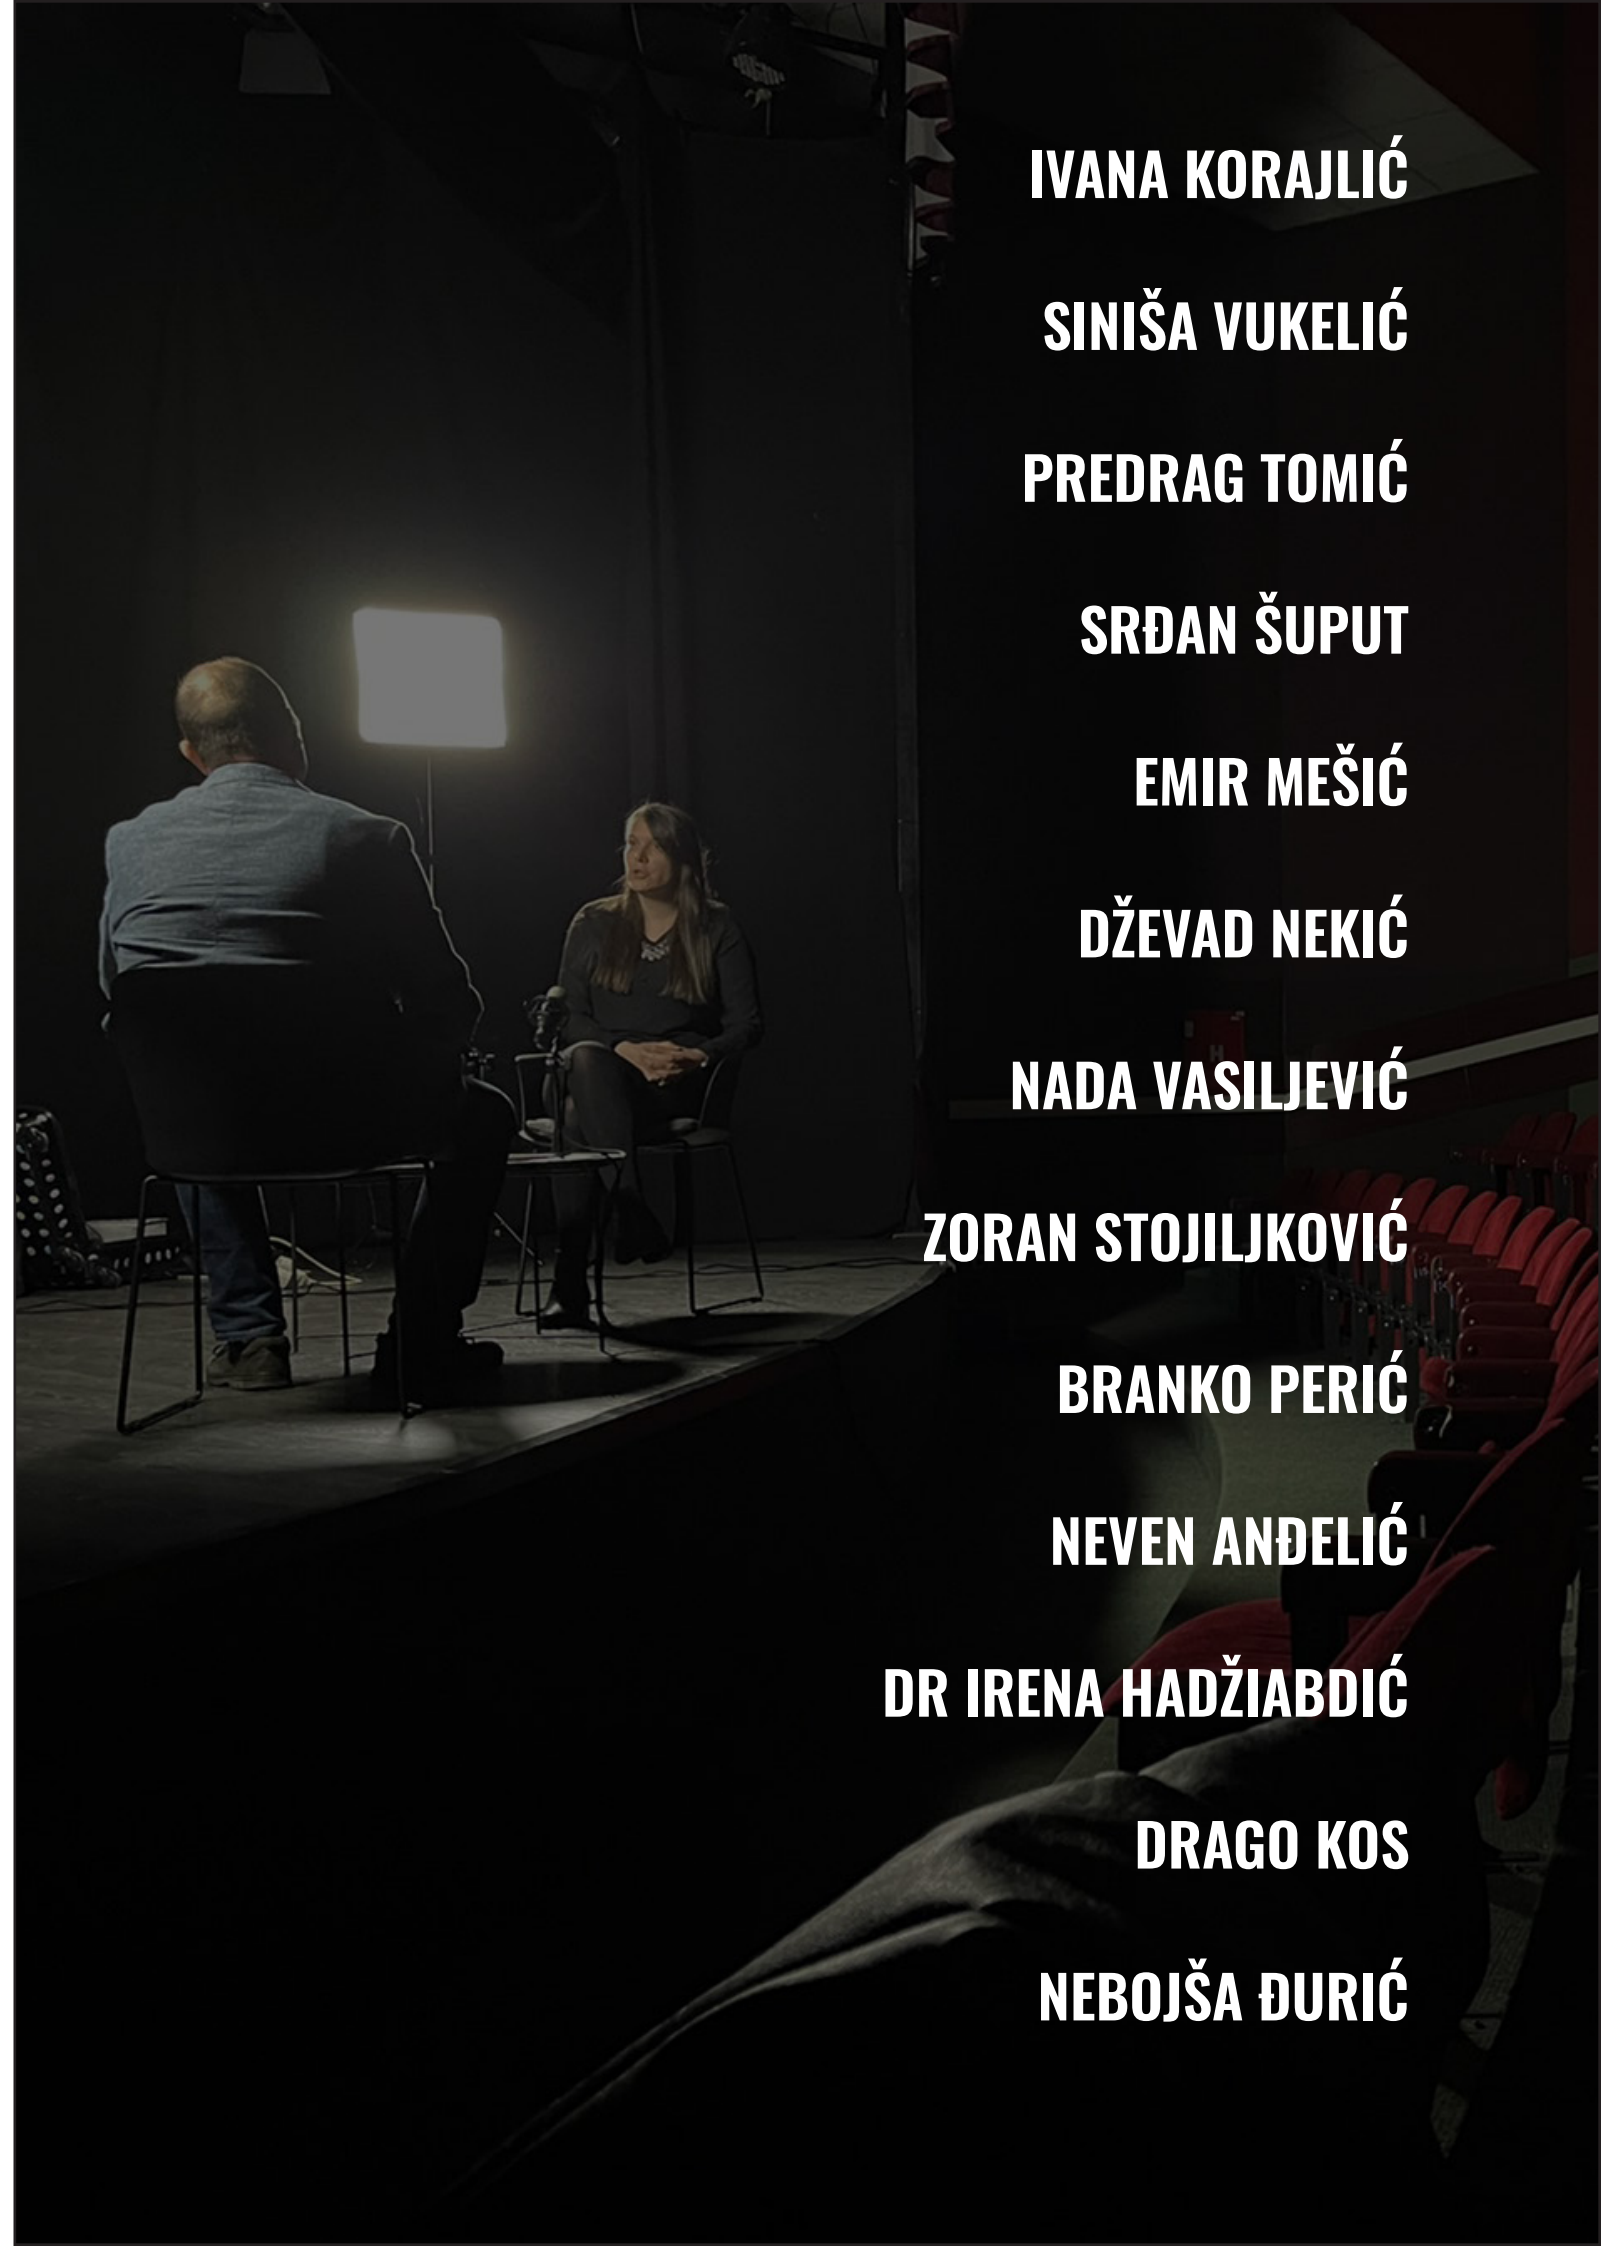 IVANA KORAJLIĆ
SINIŠA VUKELIĆ
PREDRAG TOMIĆ
SRĐAN ŠUPUT
EMIR MEŠIĆ
DŽEVAD NEKIĆ
NADA VASILJEVIĆ
ZORAN STOJILJKOVIĆ
BRANKO PERIĆ
NEVEN ANĐELIĆ
DR IRENA HADŽIABDIĆ
DRAGO KOS
NEBOJŠA ĐURIĆ